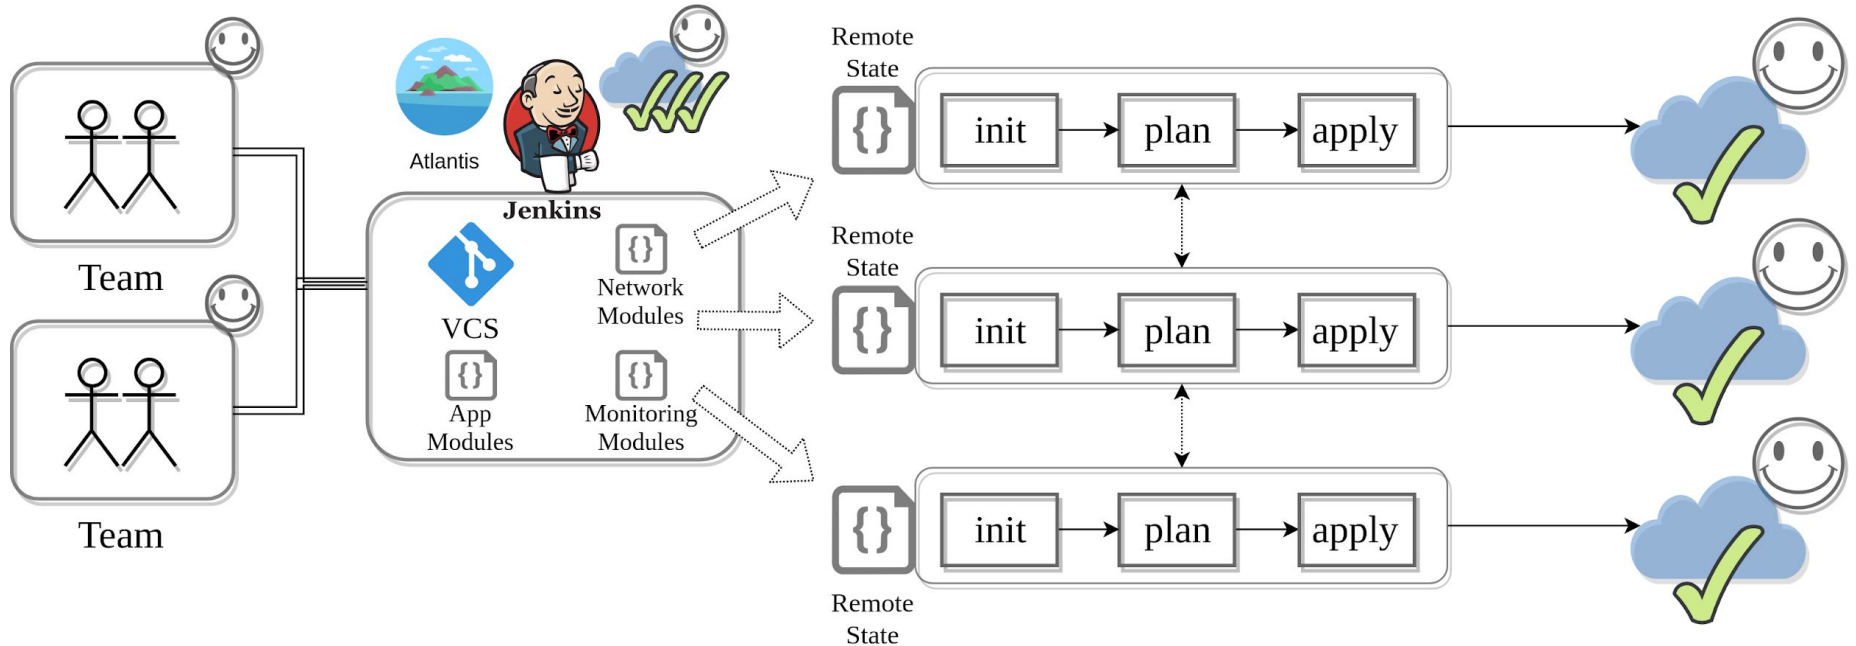 Team
Team
Atlantis
Jenkins
VCS
{}
Network
Modules
{}
App
Modules
{}
Monitoring
Modules
Remote
State
{}
init
plan
apply
Remote
State
{}
init
plan
apply
{}
Remote
State
init
plan
apply